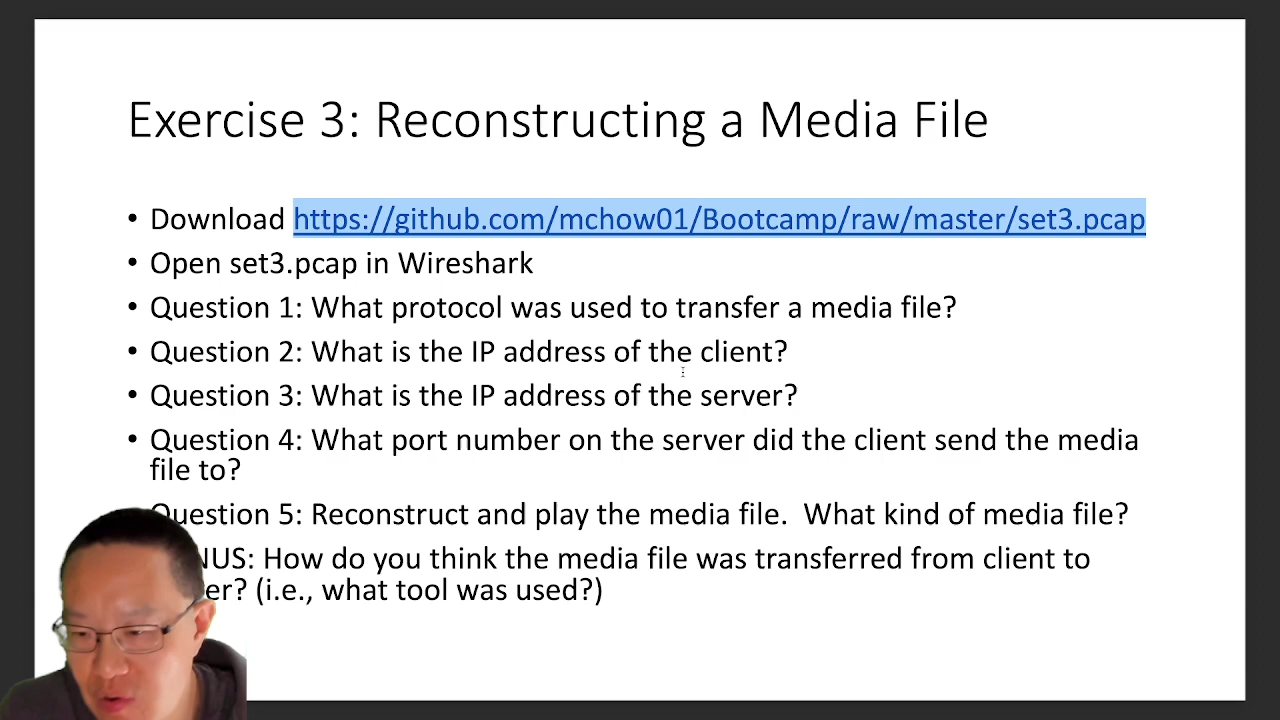 Exercise 3: Reconstructing a Media File
• Download https://github.com/mchow01/Bootcamp/raw/master/set3.pcap
• Open set3.pcap in Wireshark
• Question 1: What protocol was used to transfer a media file?
• Question 2: What is the IP address of the client?
• Question 3: What is the IP address of the server?
• Question 4: What port number on the server did the client send the media
file to?
Question 5: Reconstruct and play the media file.  What kind of media file?
NUS: How do you think the media file was transferred from client to
er? (i.e., what tool was used?)